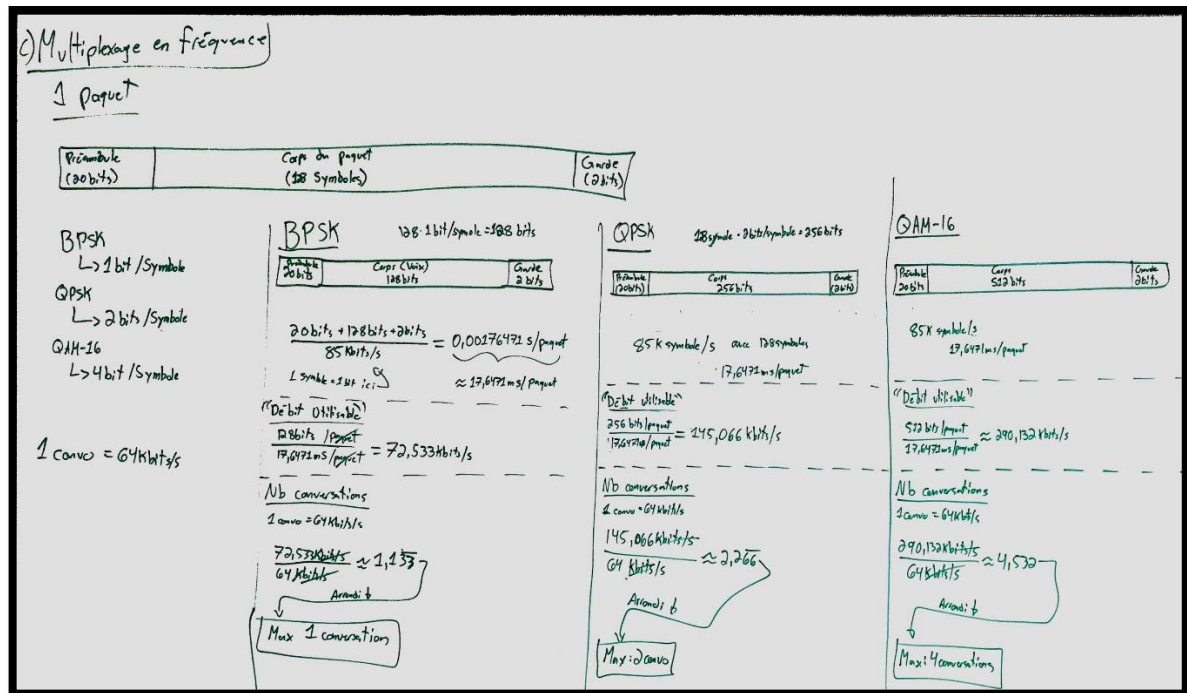 c) Multiplexage en fréquence
1 paquet
Préambule
(20 bits)
Corps du paquet
(128 Symboles)
Garde
(2 bits)
BPSK
↳ 1 bit / Symbole
QPSK
↳ 2 bits / Symbole
QAM-16
↳ 4 bit / Symbole
1 convo = 64 Kbits/s
BPSK
128 · 1 bit/symole = 128 bits
Préambule
20 bits
Corps (Voix)
128 bits
Garde
2 bits
20 bits + 128 bits + 2 bits
85 Kbits/s
= 0,00176471 s/paquet
1 symble = 1 bit ici
≈ 17,6471 ms / paquet
"Débit Utilisable"
128 bits / paquet
17,6471 ms / paquet
= 72,533 Kbits/s
Nb conversations
1 convo = 64 Kbits/s
72,533 Kbits/s
64 Kbits/s
≈ 1,133
Arrondi ↓
Max 1 conversation
QPSK
128 symole · 2 bits/symbole = 256 bits
Préambule
(20 bits)
Corps
256 bits
Garde
(2 bits)
85 K symbole/s avec 128 symboles
17,6471 ms/paquet
"Débit utilisable"
256 bits/paquet
17,6471 ms/paquet
= 145,066 kbits/s
Nb conversations
1 convo = 64 Kbits/s
145,066 Kbits/s
64 Kbits/s
≈ 2,266
Arrondi ↓
Max : 2 convo
QAM-16
Préambule
20 bits
Corps
512 bits
Garde
2 bits
85 K symbole/s
17,6471 ms/paquet
"Débit utilisable"
512 bits/paquet
17,6471 ms/paquet
≈ 290,132 Kbits/s
Nb conversations
1 convo = 64 Kbits/s
290,132 Kbits/s
64 Kbits/s
≈ 4,532
Arrondi ↓
Max : 4 conversations